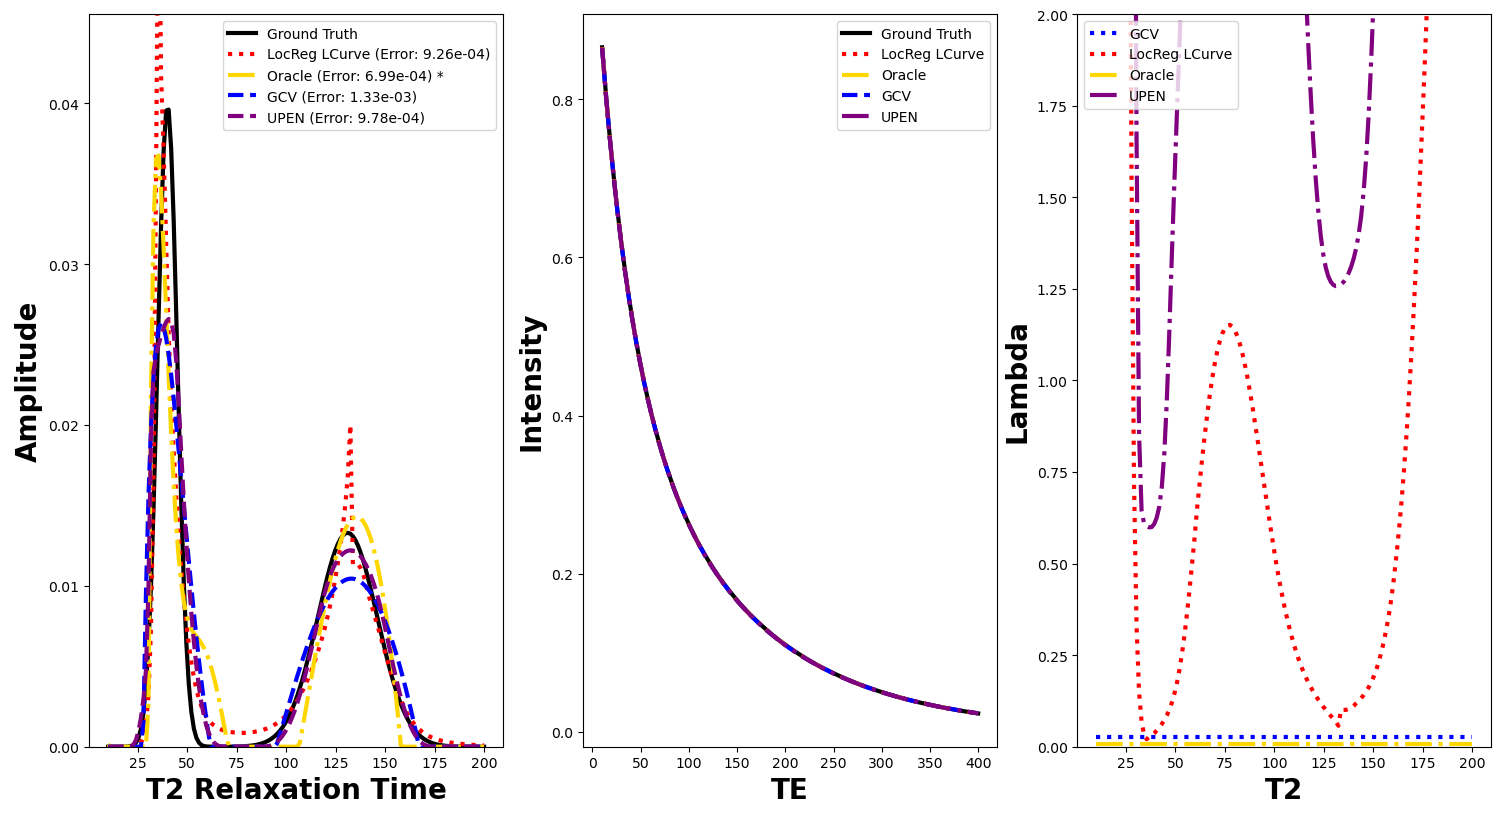 Ground Truth
LocReg LCurve (Error: 9.26e-04)
Oracle (Error: 6.99e-04) *
GCV (Error: 1.33e-03)
UPEN (Error: 9.78e-04)
0.04
0.03
0.02
0.01
0.00
Amplitude
25 50 75 100 125 150 175 200
T2 Relaxation Time
Ground Truth
LocReg LCurve
Oracle
GCV
UPEN
0.8
0.6
0.4
0.2
0.0
Intensity
0 50 100 150 200 250 300 350 400
TE
GCV
LocReg LCurve
Oracle
UPEN
2.00
1.75
1.50
1.25
1.00
0.75
0.50
0.25
0.00
Lambda
25 50 75 100 125 150 175 200
T2